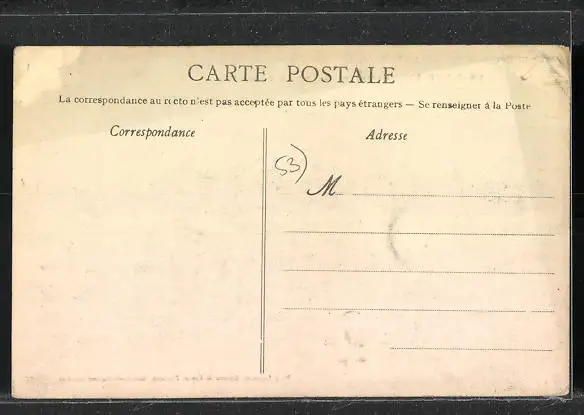 CARTE POSTALE
La correspondance au recto n'est pas acceptée par tous les pays étrangers — Se renseigner à la Poste
Correspondance
Adresse
53)
M